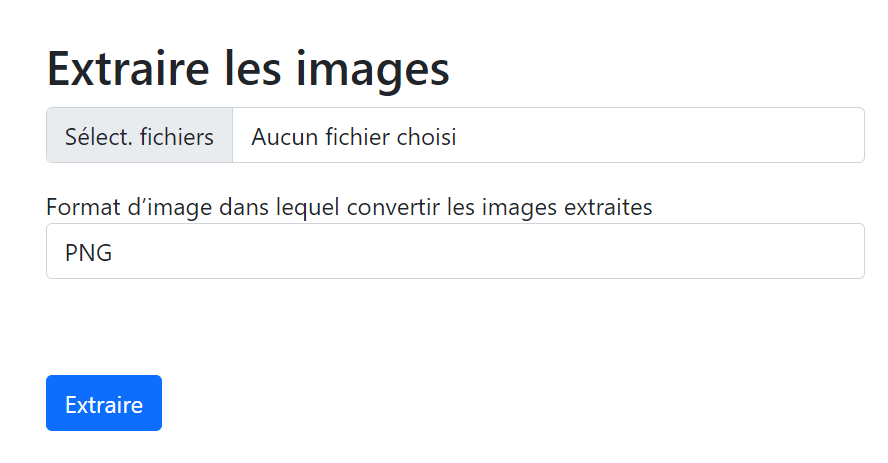 Extraire les images
Sélect. fichiers Aucun fichier choisi
Format d’image dans lequel convertir les images extraites
PNG
Extraire